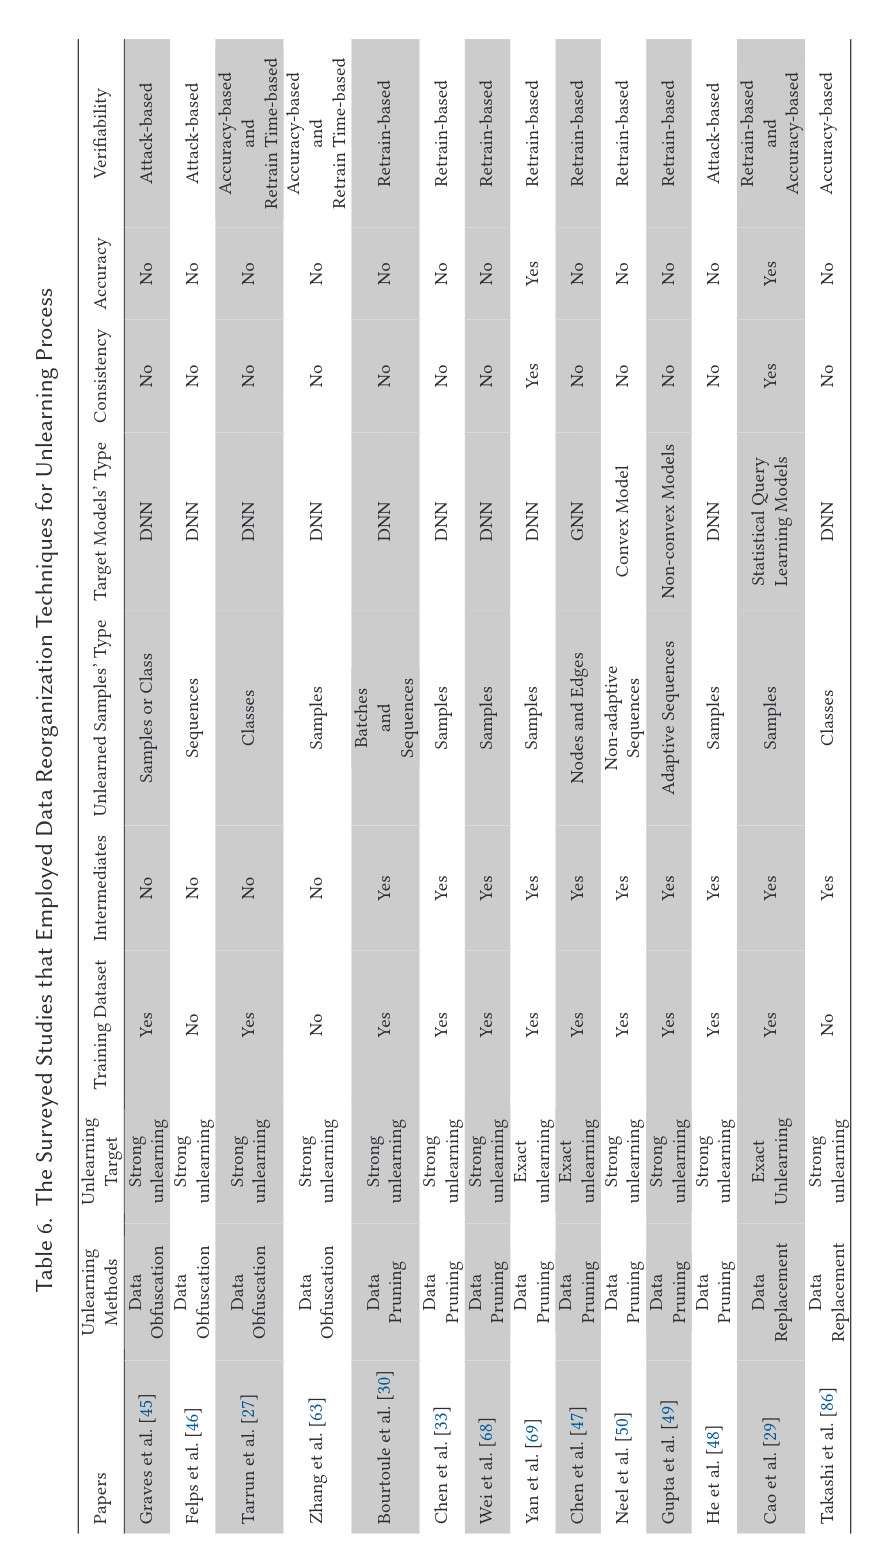 Table 6. The Surveyed Studies that Employed Data Reorganization Techniques for Unlearning Process
Papers Unlearning Methods Unlearning Target Training Dataset Intermediates Unlearned Samples' Type Target Models' Type Consistency Accuracy Verifiability
Graves et al. [45] Data Obfuscation Strong unlearning Yes No Samples or Class DNN No No Attack-based
Felps et al. [46] Data Obfuscation Strong unlearning No No Sequences DNN No No Attack-based
Tarrun et al. [27] Data Obfuscation Strong unlearning Yes No Classes DNN No No Accuracy-based and Retrain Time-based
Zhang et al. [63] Data Obfuscation Strong unlearning No No Samples DNN No No Accuracy-based and Retrain Time-based
Bourtoule et al. [30] Data Pruning Strong unlearning Yes Yes Batches and Sequences DNN No No Retrain-based
Chen et al. [33] Data Pruning Strong unlearning Yes Yes Samples DNN No No Retrain-based
Wei et al. [68] Data Pruning Strong unlearning Yes Yes Samples DNN No No Retrain-based
Yan et al. [69] Data Pruning Exact unlearning Yes Yes Samples DNN Yes Yes Retrain-based
Chen et al. [47] Data Pruning Exact unlearning Yes Yes Nodes and Edges GNN No No Retrain-based
Neel et al. [50] Data Pruning Strong unlearning Yes Yes Non-adaptive Sequences Convex Model No No Retrain-based
Gupta et al. [49] Data Pruning Strong unlearning Yes Yes Adaptive Sequences Non-convex Models No No Retrain-based
He et al. [48] Data Pruning Strong unlearning Yes Yes Samples DNN No No Attack-based
Cao et al. [29] Data Replacement Exact Unlearning Yes Yes Samples Statistical Query Learning Models Yes Yes Retrain-based and Accuracy-based
Takashi et al. [86] Data Replacement Strong unlearning No Yes Classes DNN No No Accuracy-based